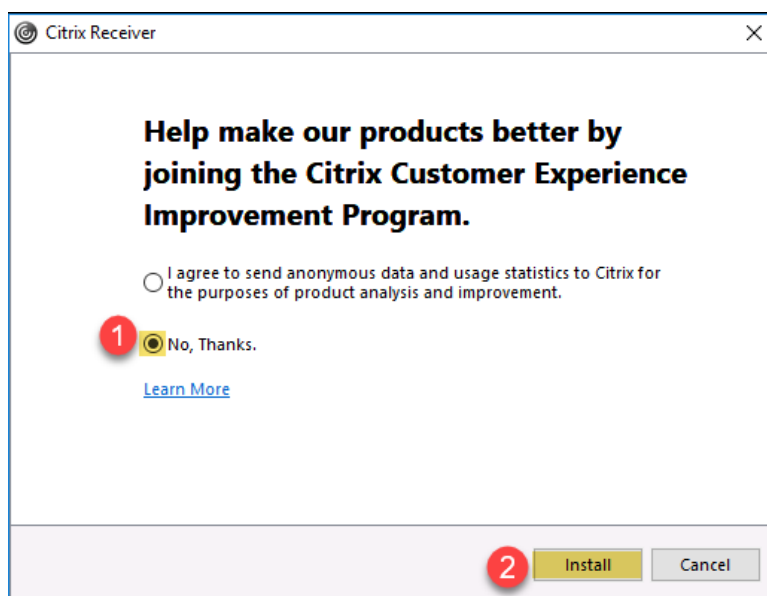 Citrix Receiver
Help make our products better by
joining the Citrix Customer Experience
Improvement Program.
I agree to send anonymous data and usage statistics to Citrix for
the purposes of product analysis and improvement.
1
No, Thanks.
Learn More
2
Install
Cancel